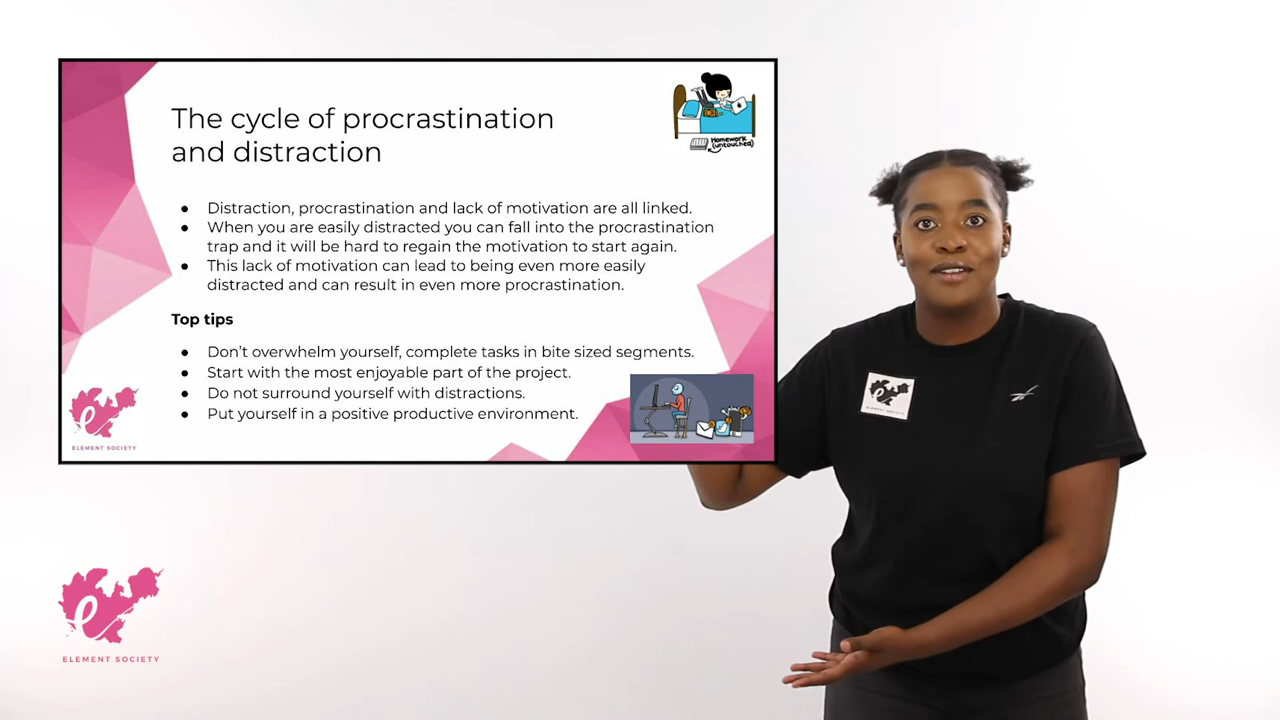 The cycle of procrastination
and distraction
Homework
(untouched)
● Distraction, procrastination and lack of motivation are all linked.
● When you are easily distracted you can fall into the procrastination
trap and it will be hard to regain the motivation to start again.
● This lack of motivation can lead to being even more easily
distracted and can result in even more procrastination.
Top tips
● Don't overwhelm yourself, complete tasks in bite sized segments.
● Start with the most enjoyable part of the project.
● Do not surround yourself with distractions.
● Put yourself in a positive productive environment.
e
ELEMENT SOCIETY
e
ELEMENT SOCIETY
e
ELEMENT SOCIETY